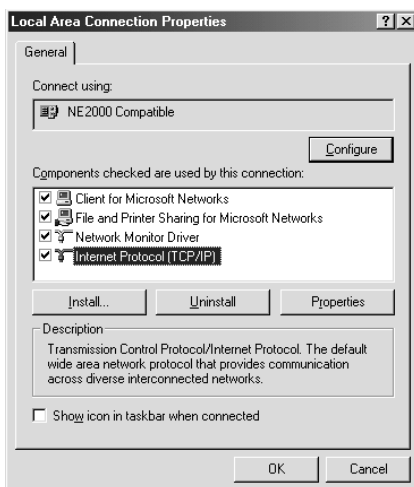 Local Area Connection Properties
General
Connect using:
NE2000 Compatible
Configure
Components checked are used by this connection:
Client for Microsoft Networks
File and Printer Sharing for Microsoft Networks
Network Monitor Driver
Internet Protocol (TCP/IP)
Install... Uninstall Properties
Description
Transmission Control Protocol/Internet Protocol. The default
wide area network protocol that provides communication
across diverse interconnected networks.
Show icon in taskbar when connected
OK Cancel